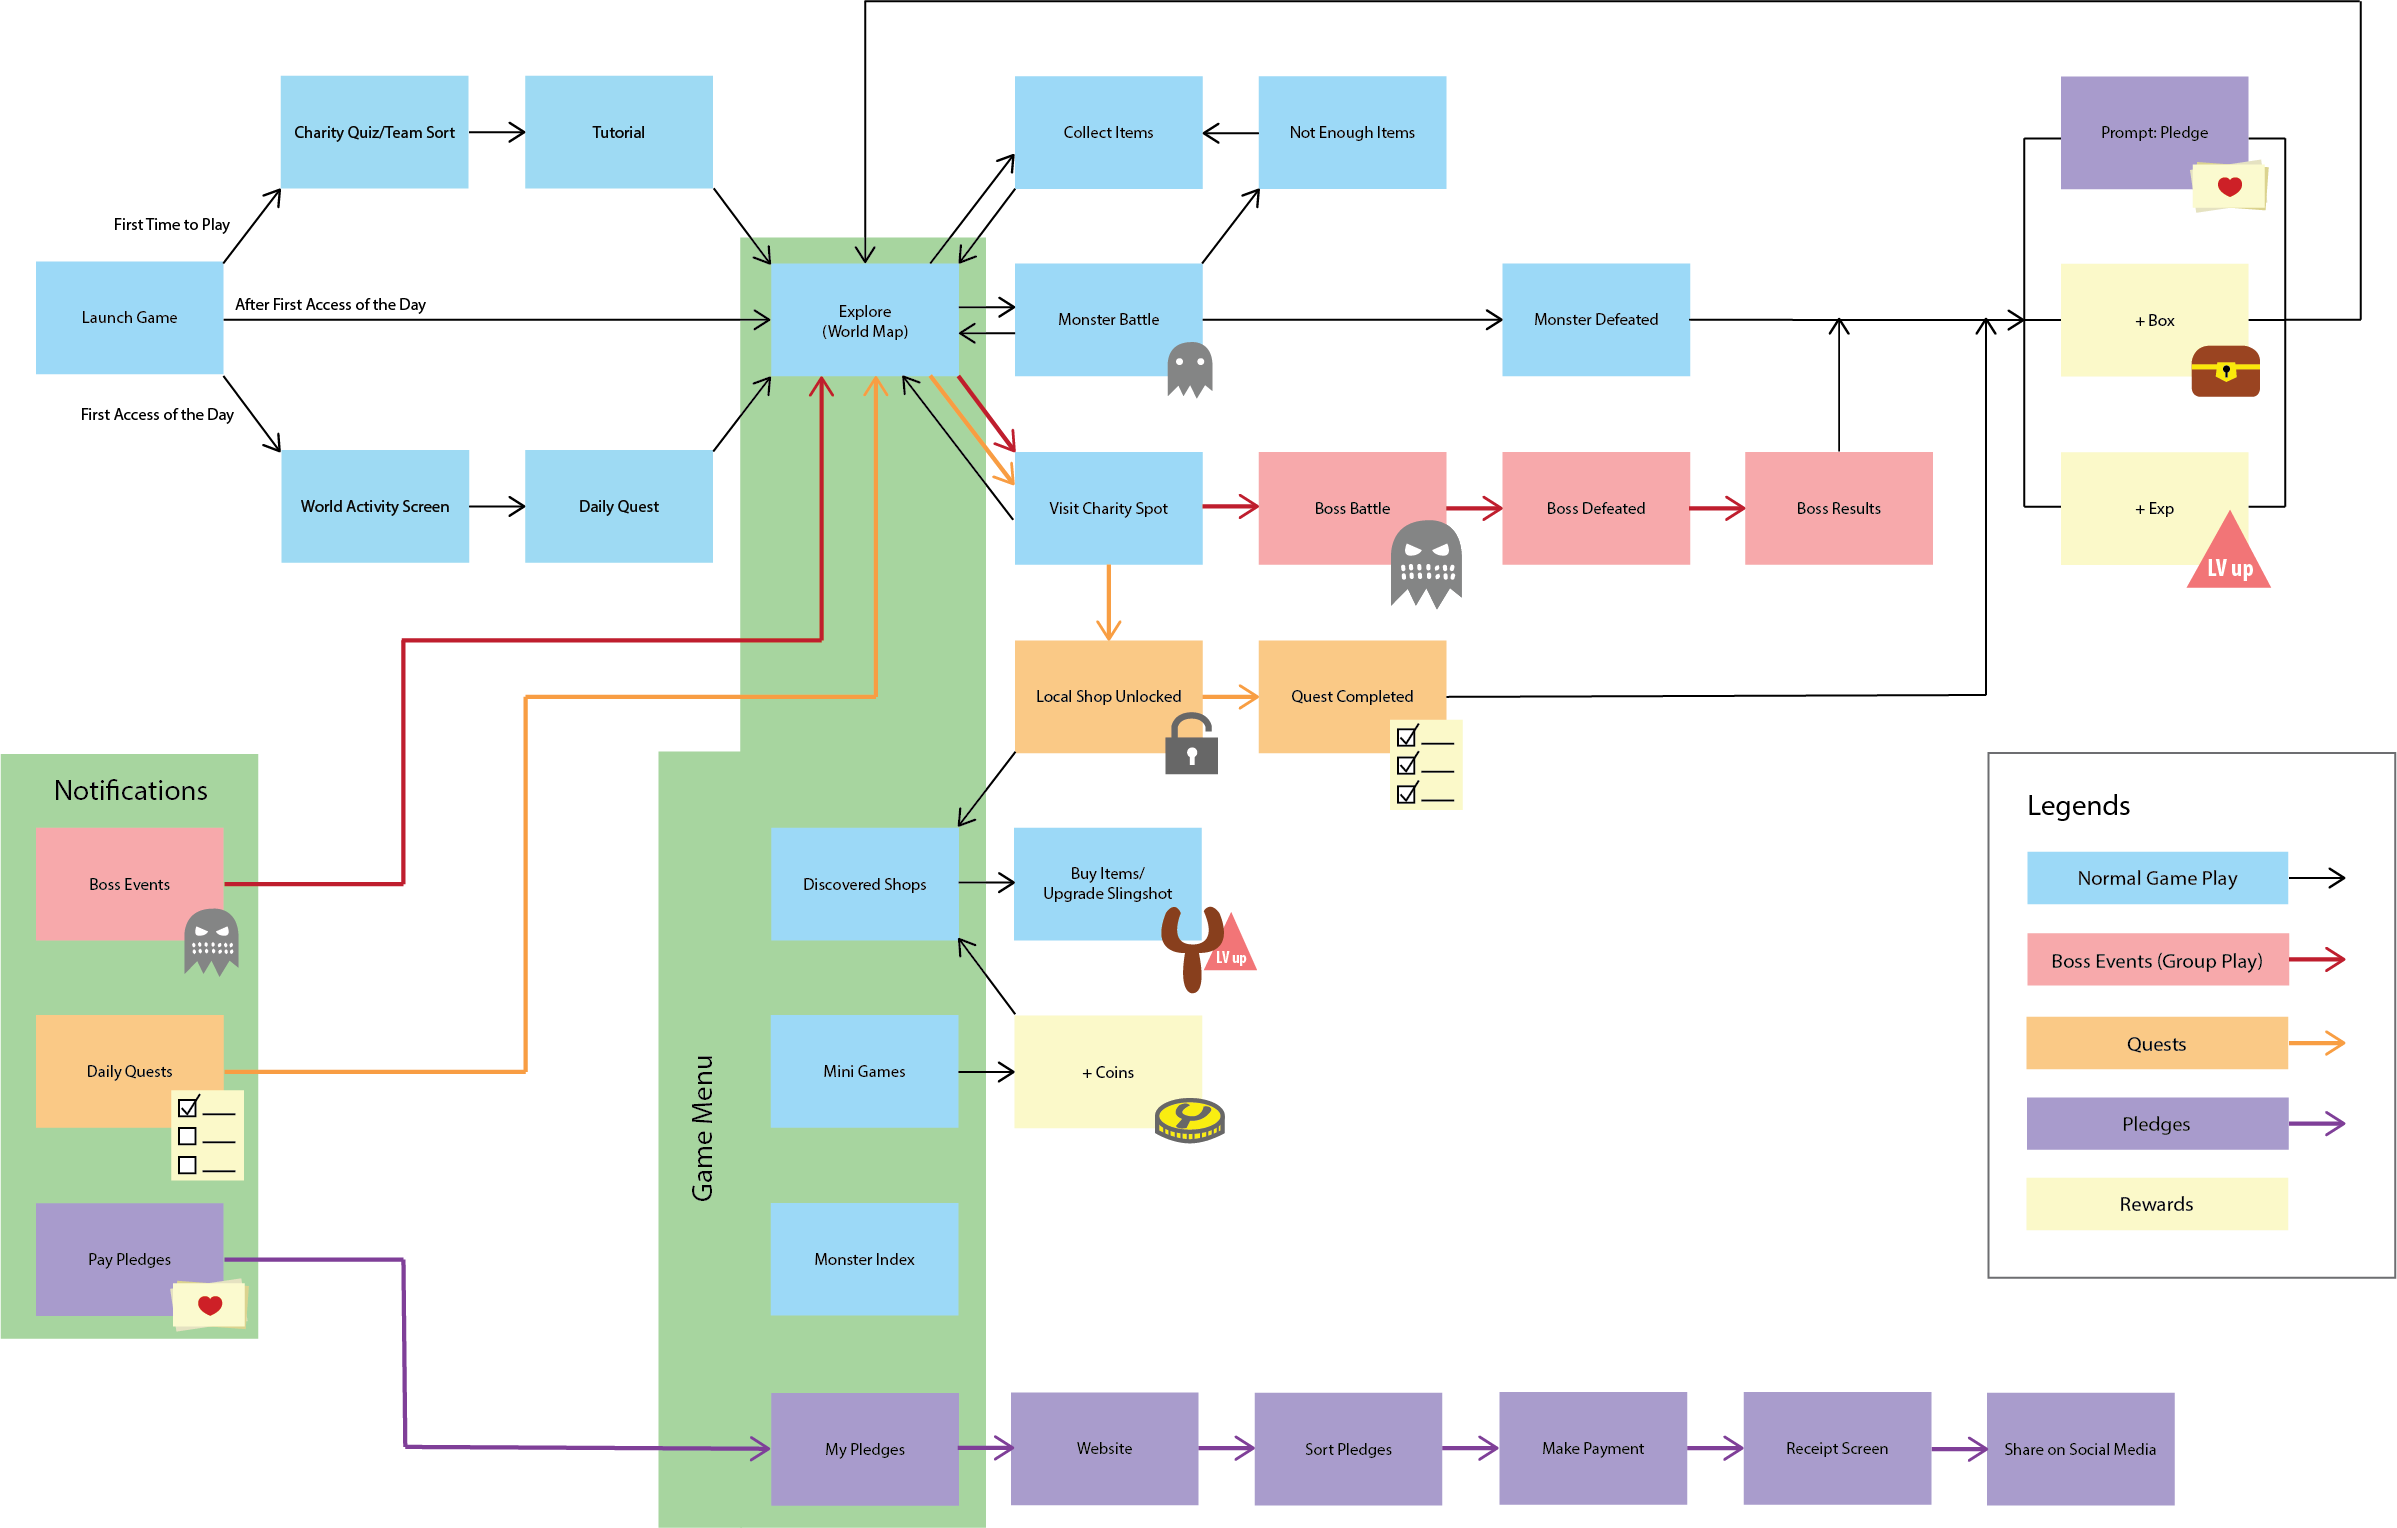 Charity Quiz/Team Sort
Tutorial
Collect Items
Not Enough Items
Prompt: Pledge
First Time to Play
Launch Game
After First Access of the Day
Explore
(World Map)
Monster Battle
Monster Defeated
+ Box
First Access of the Day
World Activity Screen
Daily Quest
Visit Charity Spot
Boss Battle
Boss Defeated
Boss Results
+ Exp
LV up
Local Shop Unlocked
Quest Completed
Notifications
Boss Events
Daily Quests
Pay Pledges
Game Menu
Discovered Shops
Buy Items/
Upgrade Slingshot
LV up
Mini Games
+ Coins
Monster Index
My Pledges
Website
Sort Pledges
Make Payment
Receipt Screen
Share on Social Media
Legends
Normal Game Play
Boss Events (Group Play)
Quests
Pledges
Rewards